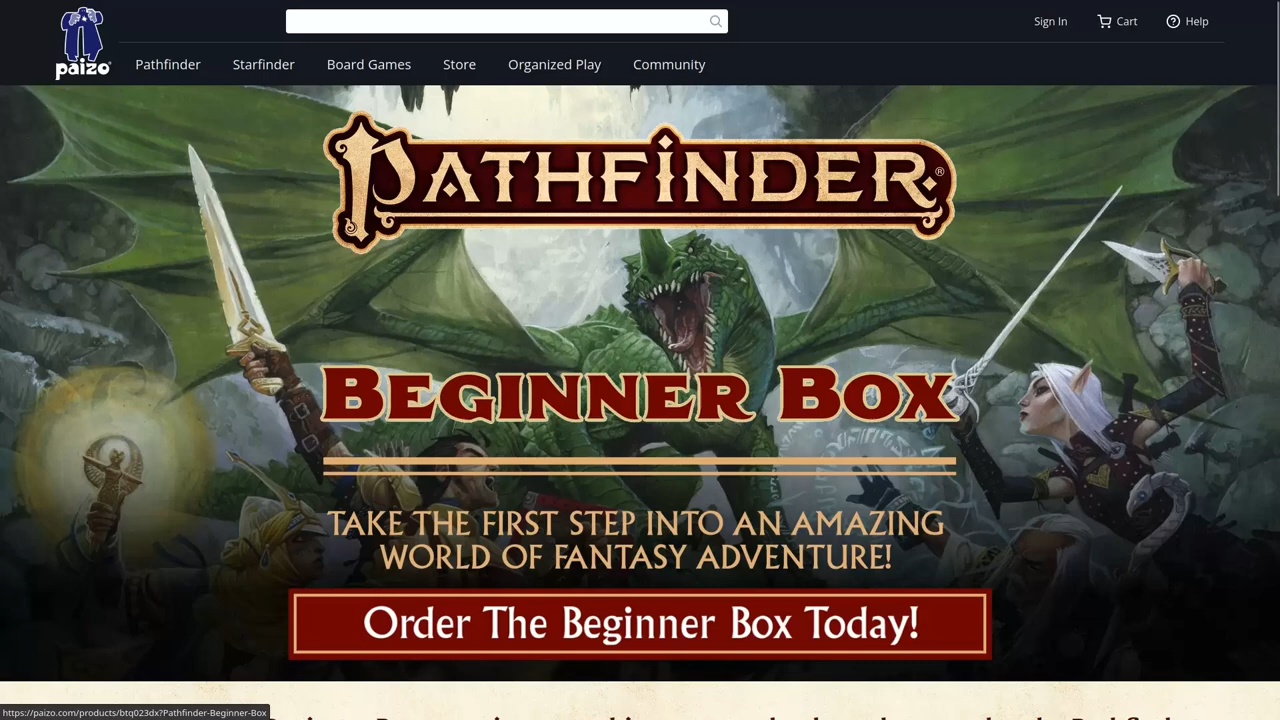 Sign In
Cart
Help
paizo
Pathfinder
Starfinder
Board Games
Store
Organized Play
Community
PATHFINDER®
BEGINNER BOX
TAKE THE FIRST STEP INTO AN AMAZING
WORLD OF FANTASY ADVENTURE!
Order The Beginner Box Today!
https://paizo.com/products/btq023dx?Pathfinder-Beginner-Box